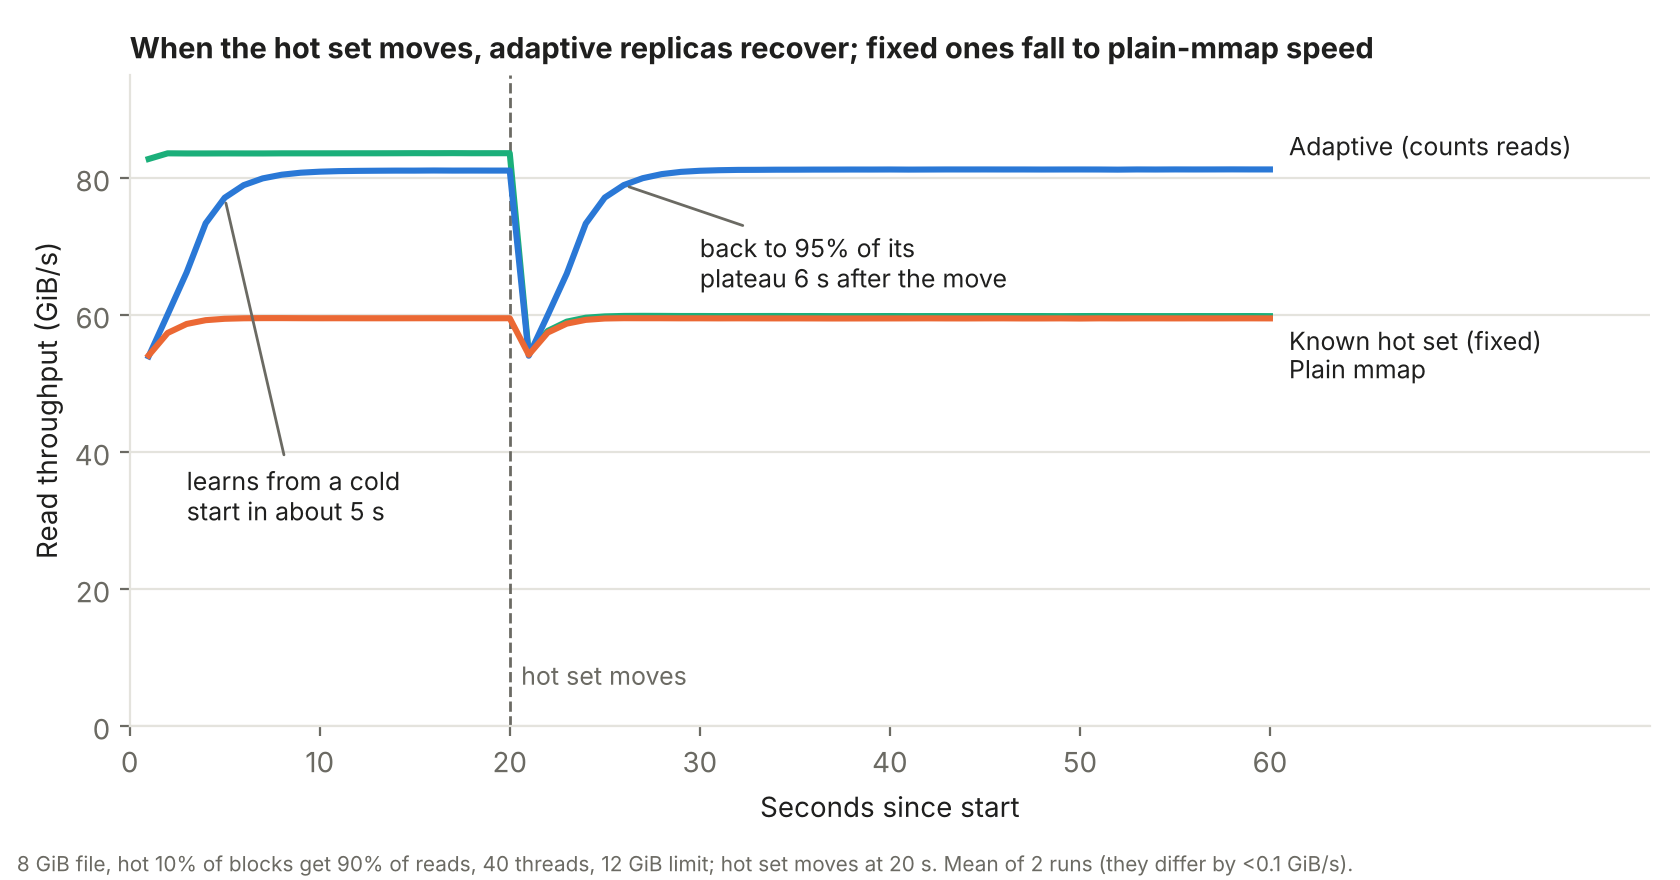 When the hot set moves, adaptive replicas recover; fixed ones fall to plain-mmap speed
Read throughput (GiB/s)
80
60
40
20
0
Adaptive (counts reads)
back to 95% of its
plateau 6 s after the move
Known hot set (fixed)
Plain mmap
learns from a cold
start in about 5 s
hot set moves
0 10 20 30 40 50 60
Seconds since start
8 GiB file, hot 10% of blocks get 90% of reads, 40 threads, 12 GiB limit; hot set moves at 20 s. Mean of 2 runs (they differ by <0.1 GiB/s).